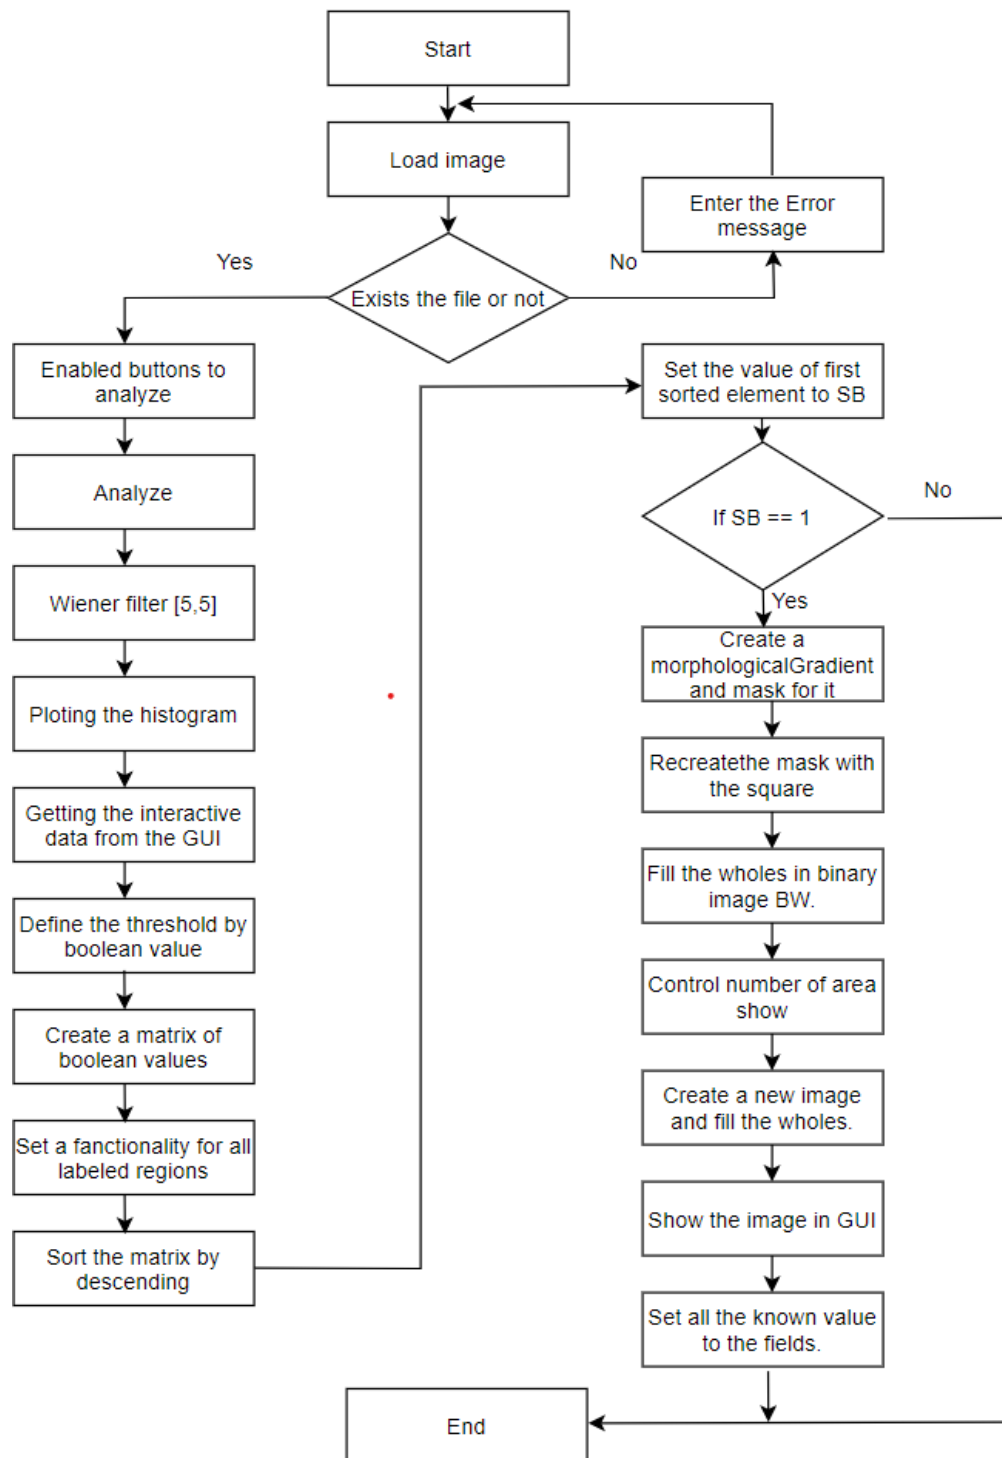 Start
Load image
Enter the Error
message
Yes
No
Exists the file or not
Enabled buttons to
analyze
Analyze
Wiener filter [5,5]
Ploting the histogram
Getting the interactive
data from the GUI
Define the threshold by
boolean value
Create a matrix of
boolean values
Set a fanctionality for all
labeled regions
Sort the matrix by
descending
Set the value of first
sorted element to SB
If SB == 1
No
Yes
Create a
morphologicalGradient
and mask for it
Recreatethe mask with
the square
Fill the wholes in binary
image BW.
Control number of area
show
Create a new image
and fill the wholes.
Show the image in GUI
Set all the known value
to the fields.
End